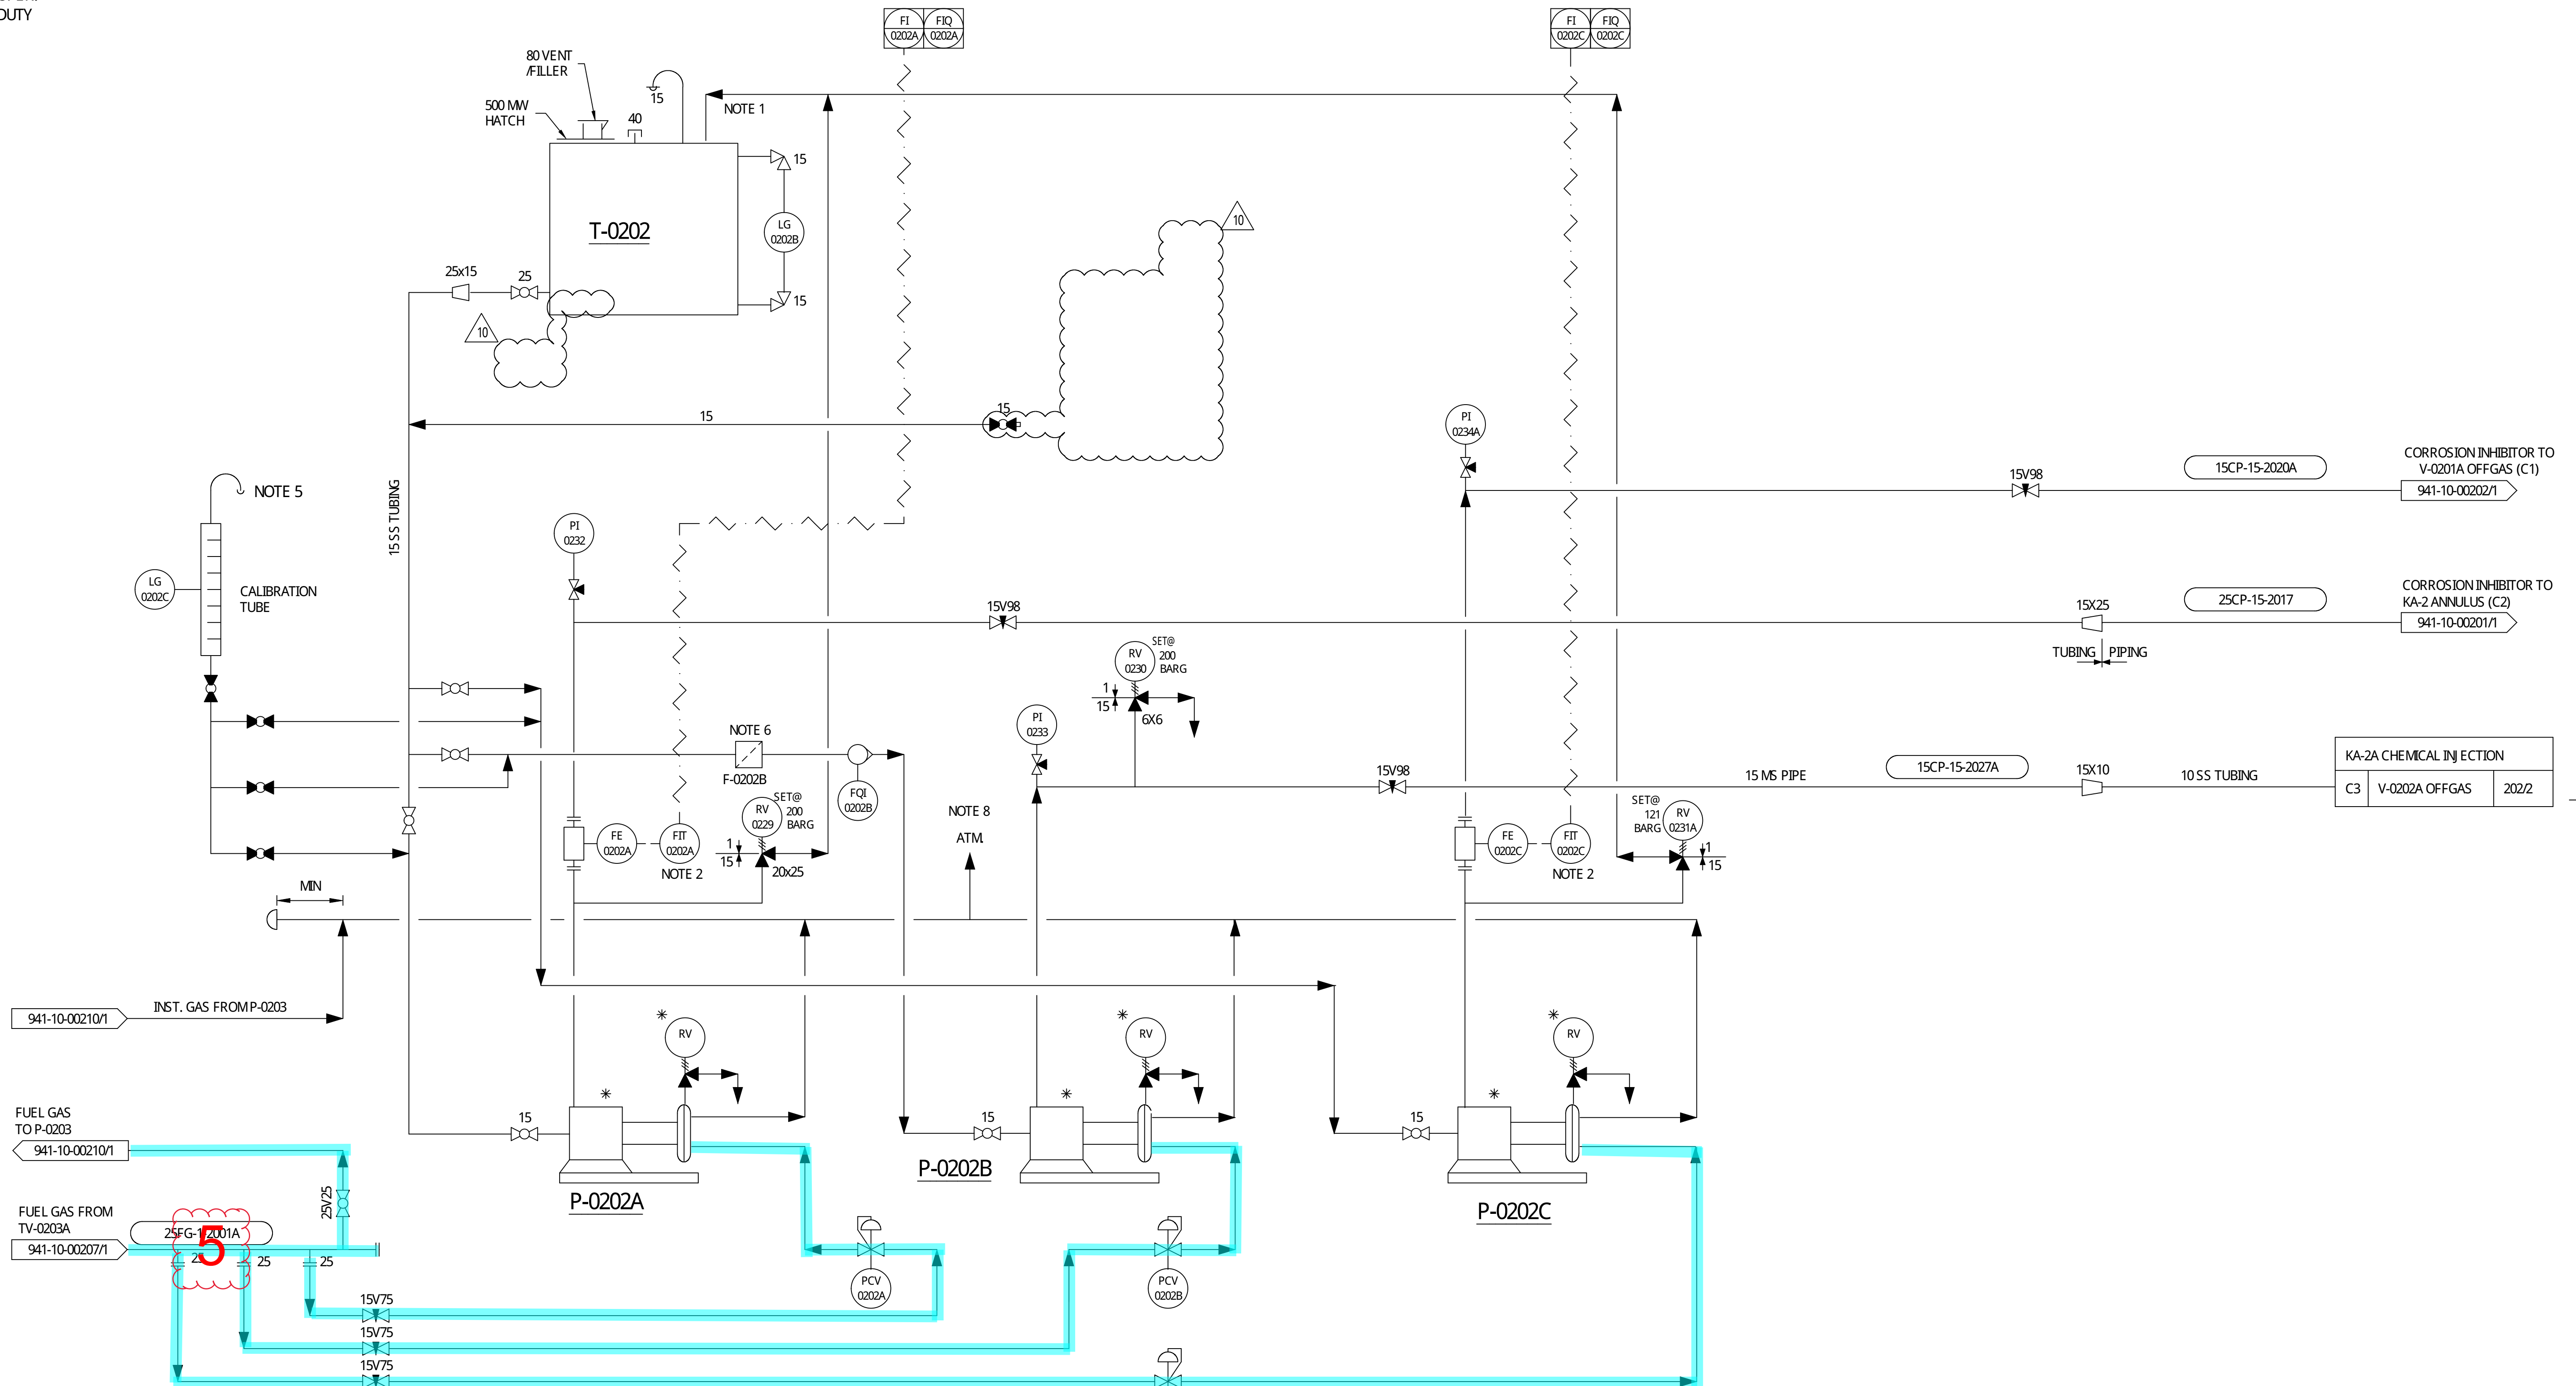 DUTY
FI
0202A
FIQ
0202A
FI
0202C
FIQ
0202C
80 VENT
/FILLER
500 MW
HATCH
15
40
NOTE 1
15
T-0202
LG
0202B
10
25x15
25
15
10
15
15
PI
0234A
CORROSION INHIBITOR TO
V-0201A OFFGAS (C1)
15V98
15CP-15-2020A
941-10-00202/1
NOTE 5
15 SS TUBING
PI
0232
LG
0202C
CALIBRATION
TUBE
15V98
15X25
25CP-15-2017
CORROSION INHIBITOR TO
KA-2 ANNULUS (C2)
941-10-00201/1
TUBING
PIPING
SET@
200
BARG
RV
0230
1
15
6X6
PI
0233
NOTE 6
F-0202B
FQI
0202B
15V98
15 MS PIPE
15CP-15-2027A
15X10
10 SS TUBING
KA-2A CHEMICAL INJECTION
C3
V-0202A OFFGAS
202/2
SET@
200
BARG
RV
0229
1
15
20x25
FE
0202A
FIT
0202A
NOTE 2
NOTE 8
ATM.
FE
0202C
FIT
0202C
NOTE 2
SET@
121
BARG
RV
0231A
1
15
MIN
INST. GAS FROM P-0203
941-10-00210/1
RV
RV
RV
15
15
15
FUEL GAS
TO P-0203
941-10-00210/1
P-0202A
P-0202B
P-0202C
25V25
FUEL GAS FROM
TV-0203A
941-10-00207/1
5
25
25
PCV
0202A
PCV
0202B
15V75
15V75
15V75